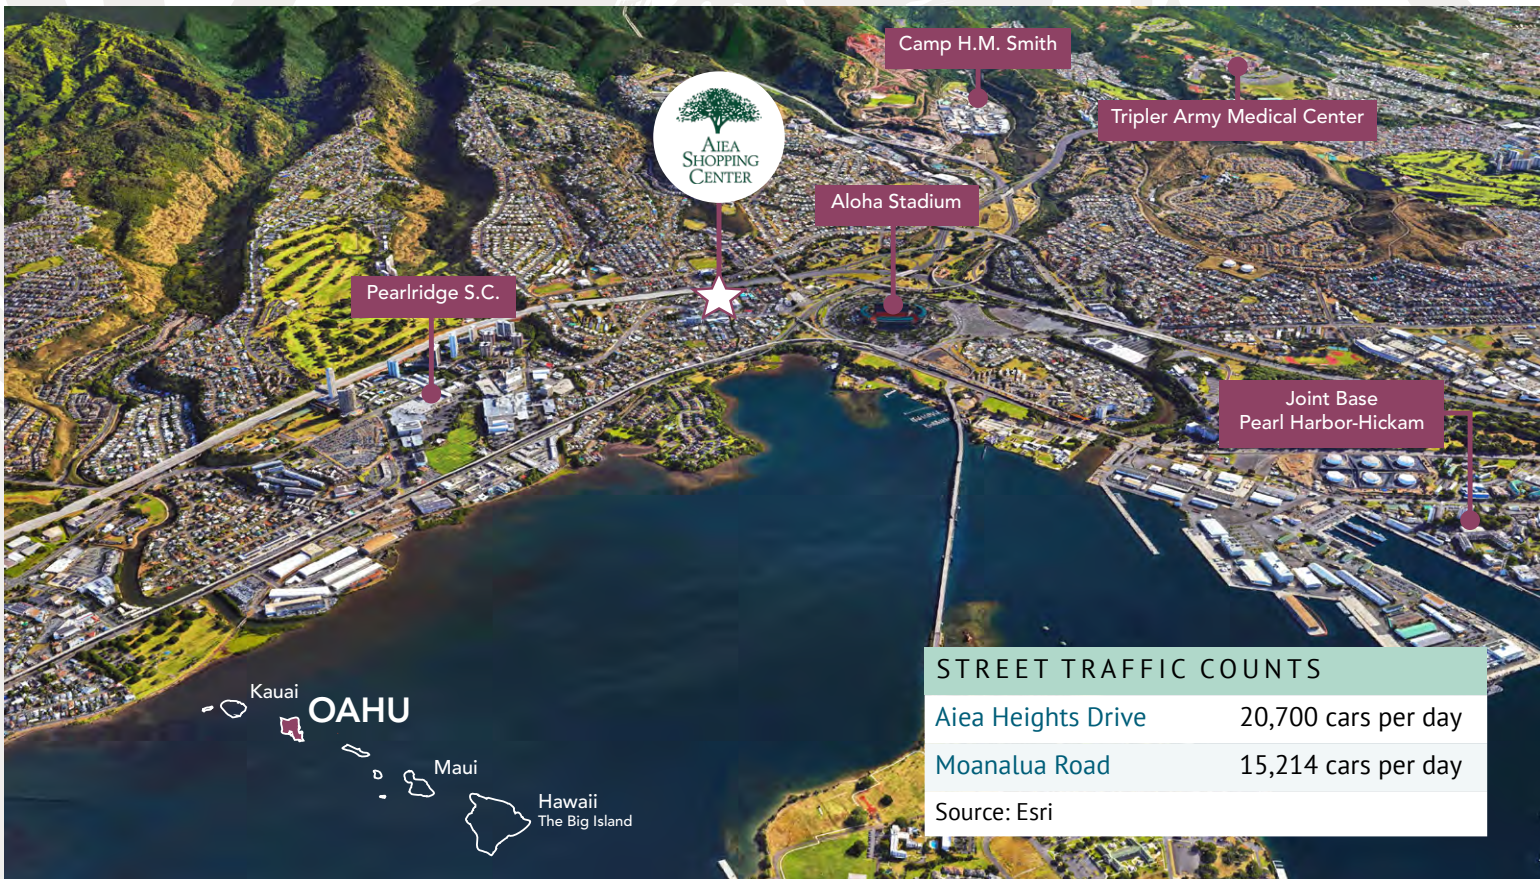 Camp H.M. Smith
Tripler Army Medical Center
AIEA
SHOPPING
CENTER
Aloha Stadium
Pearlridge S.C.
Joint Base
Pearl Harbor-Hickam
STREET TRAFFIC COUNTS
Aiea Heights Drive 20,700 cars per day
Moanalua Road 15,214 cars per day
Source: Esri
Kauai
OAHU
Maui
Hawaii
The Big Island